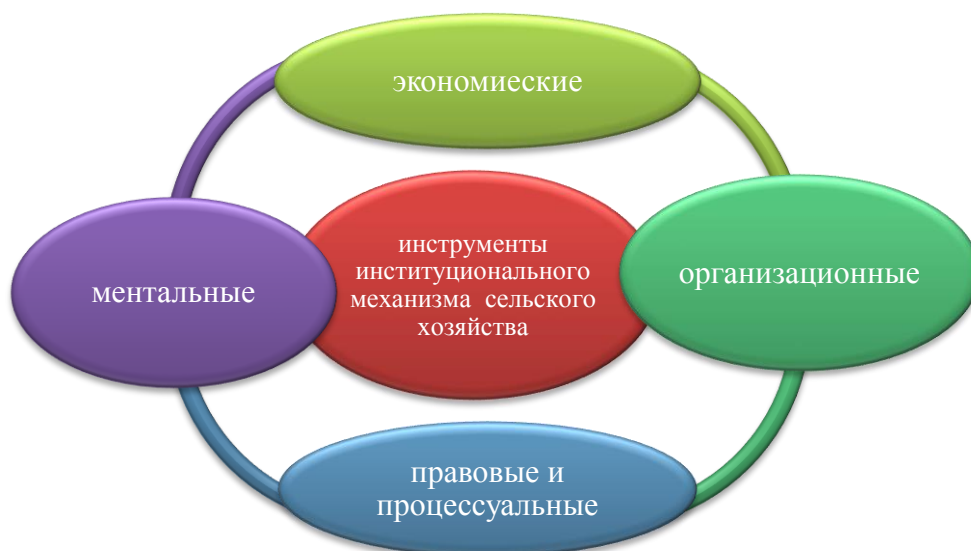 экономиеские
инструменты
институционального
механизма сельского
хозяйства
ментальные
организационные
правовые и
процессуальные